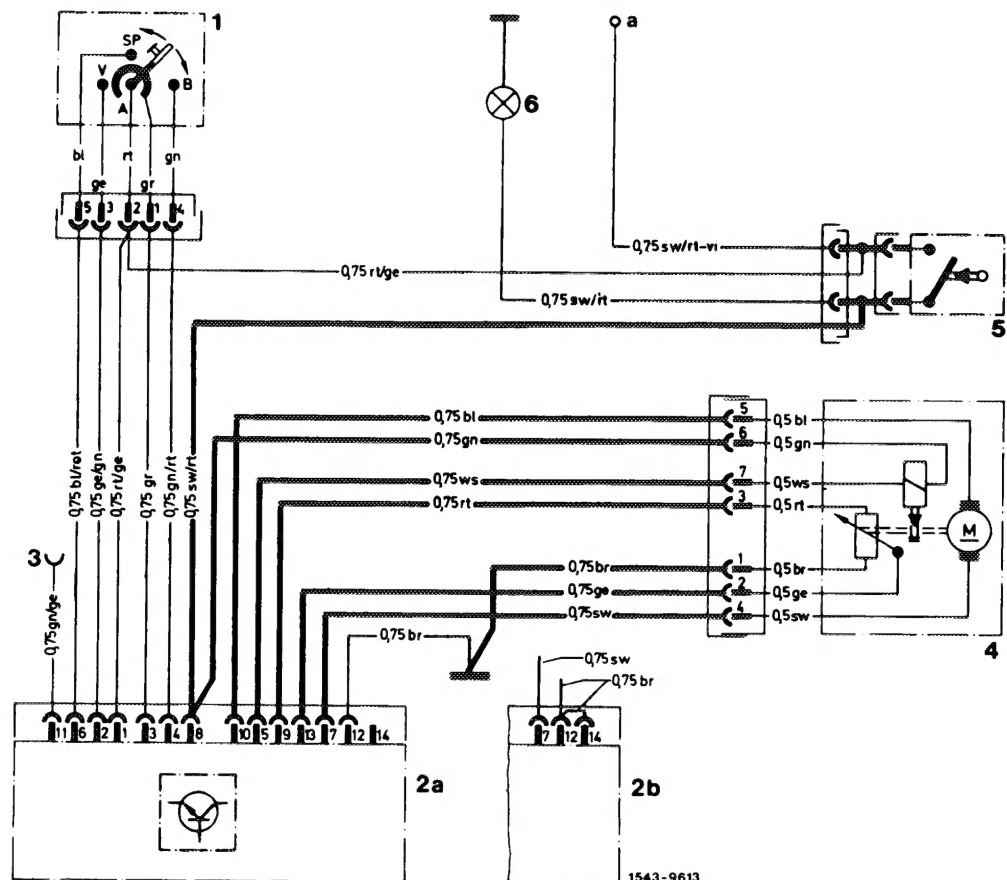 1
SP
V
B
A
bl
rt
gn
ge
gr
5 3 2 1 4
a
6
0,75 sw/rt-vi
0,75 rt/ge
0,75 sw/rt
5
0,75 bl/rot
0,75 ge/gn
0,75 rt/ge
0,75 gr
0,75 gn/rt
0,75 sw/rt
0,75 bl
5
0,5 bl
0,75 gn
6
0,5 gn
0,75 ws
7
0,5 ws
0,75 rt
3
0,5 rt
M
0,75 br
1
0,5 br
0,75 ge
2
0,5 ge
0,75 sw
4
0,5 sw
4
3
0,75 gn/ge
0,75 br
0,75 sw
0,75 br
11 6 2 1 3 4 8 10 5 9 13 7 12 14
7 12 14
2a
2b
1543-9613